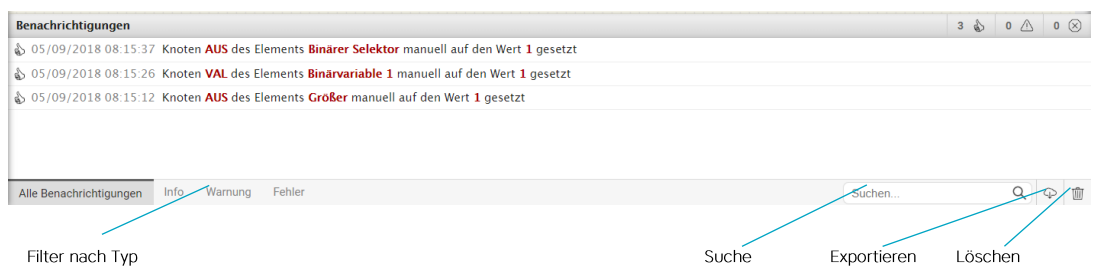 Benachrichtigungen 3 0 0
05/09/2018 08:15:37 Knoten AUS des Elements Binärer Selektor manuell auf den Wert 1 gesetzt
05/09/2018 08:15:26 Knoten VAL des Elements Binärvariable 1 manuell auf den Wert 1 gesetzt
05/09/2018 08:15:12 Knoten AUS des Elements Größer manuell auf den Wert 1 gesetzt
Alle Benachrichtigungen Info Warnung Fehler Suchen...
Filter nach Typ Suche Exportieren Löschen